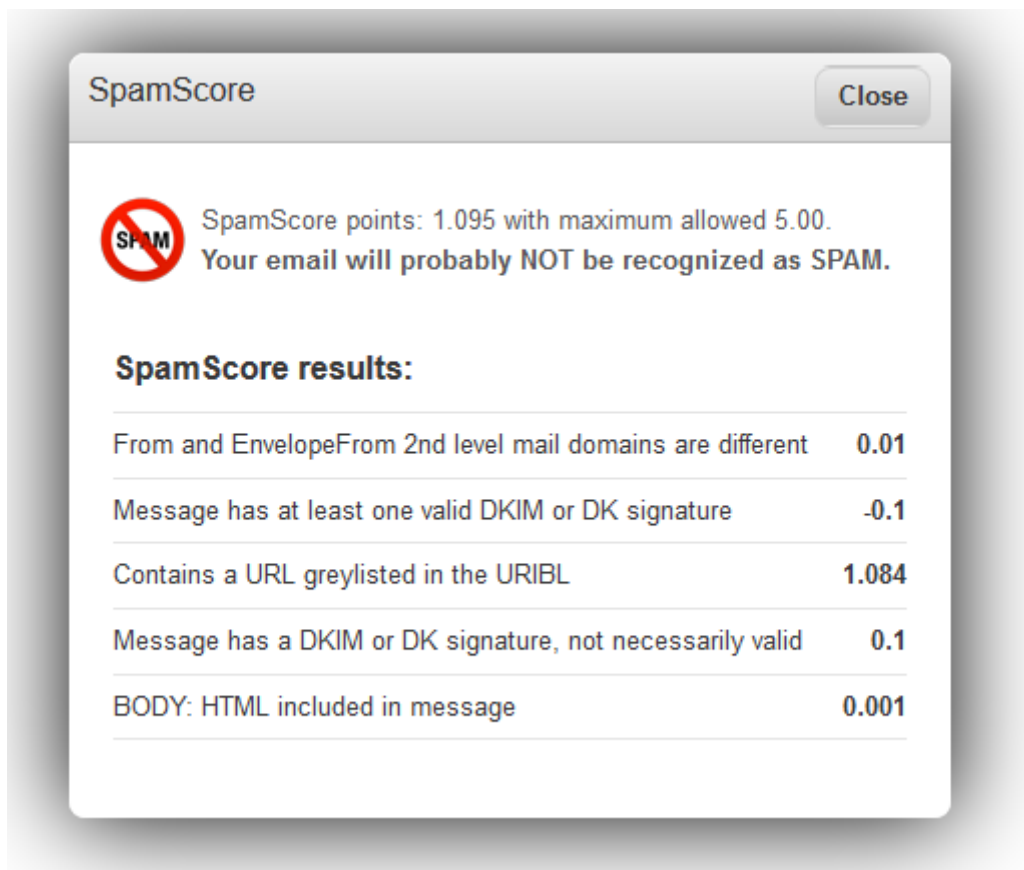 SpamScore
Close
SPAM
SpamScore points: 1.095 with maximum allowed 5.00.
Your email will probably NOT be recognized as SPAM.
SpamScore results:
From and EnvelopeFrom 2nd level mail domains are different 0.01
Message has at least one valid DKIM or DK signature -0.1
Contains a URL greylisted in the URIBL 1.084
Message has a DKIM or DK signature, not necessarily valid 0.1
BODY: HTML included in message 0.001